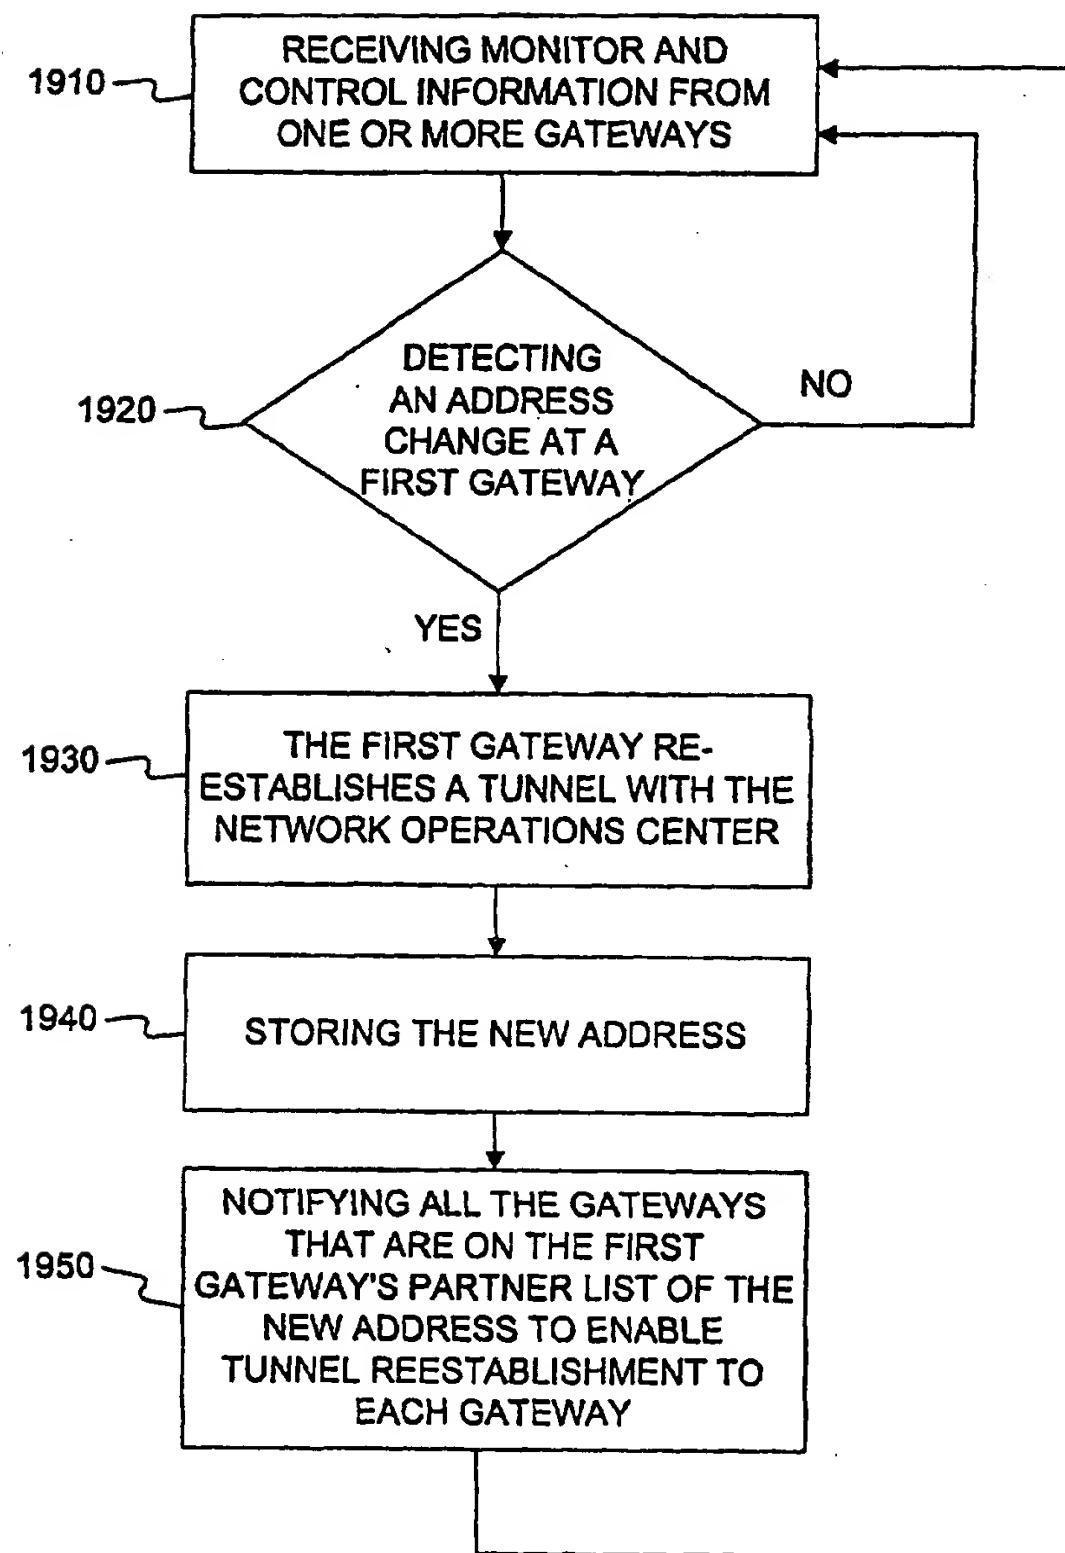 RECEIVING MONITOR AND
1910
CONTROL INFORMATION FROM
ONE OR MORE GATEWAYS
DETECTING
AN ADDRESS
NO
1920
CHANGE AT A
FIRST GATEWAY
YES
THE FIRST GATEWAY RE-
1930
ESTABLISHES A TUNNEL WITH THE
NETWORK OPERATIONS CENTER
1940
STORING THE NEW ADDRESS
NOTIFYING ALL THE GATEWAYS
THAT ARE ON THE FIRST
1950
GATEWAY'S PARTNER LIST OF THE
NEW ADDRESS TO ENABLE
TUNNEL REESTABLISHMENT TO
EACH GATEWAY